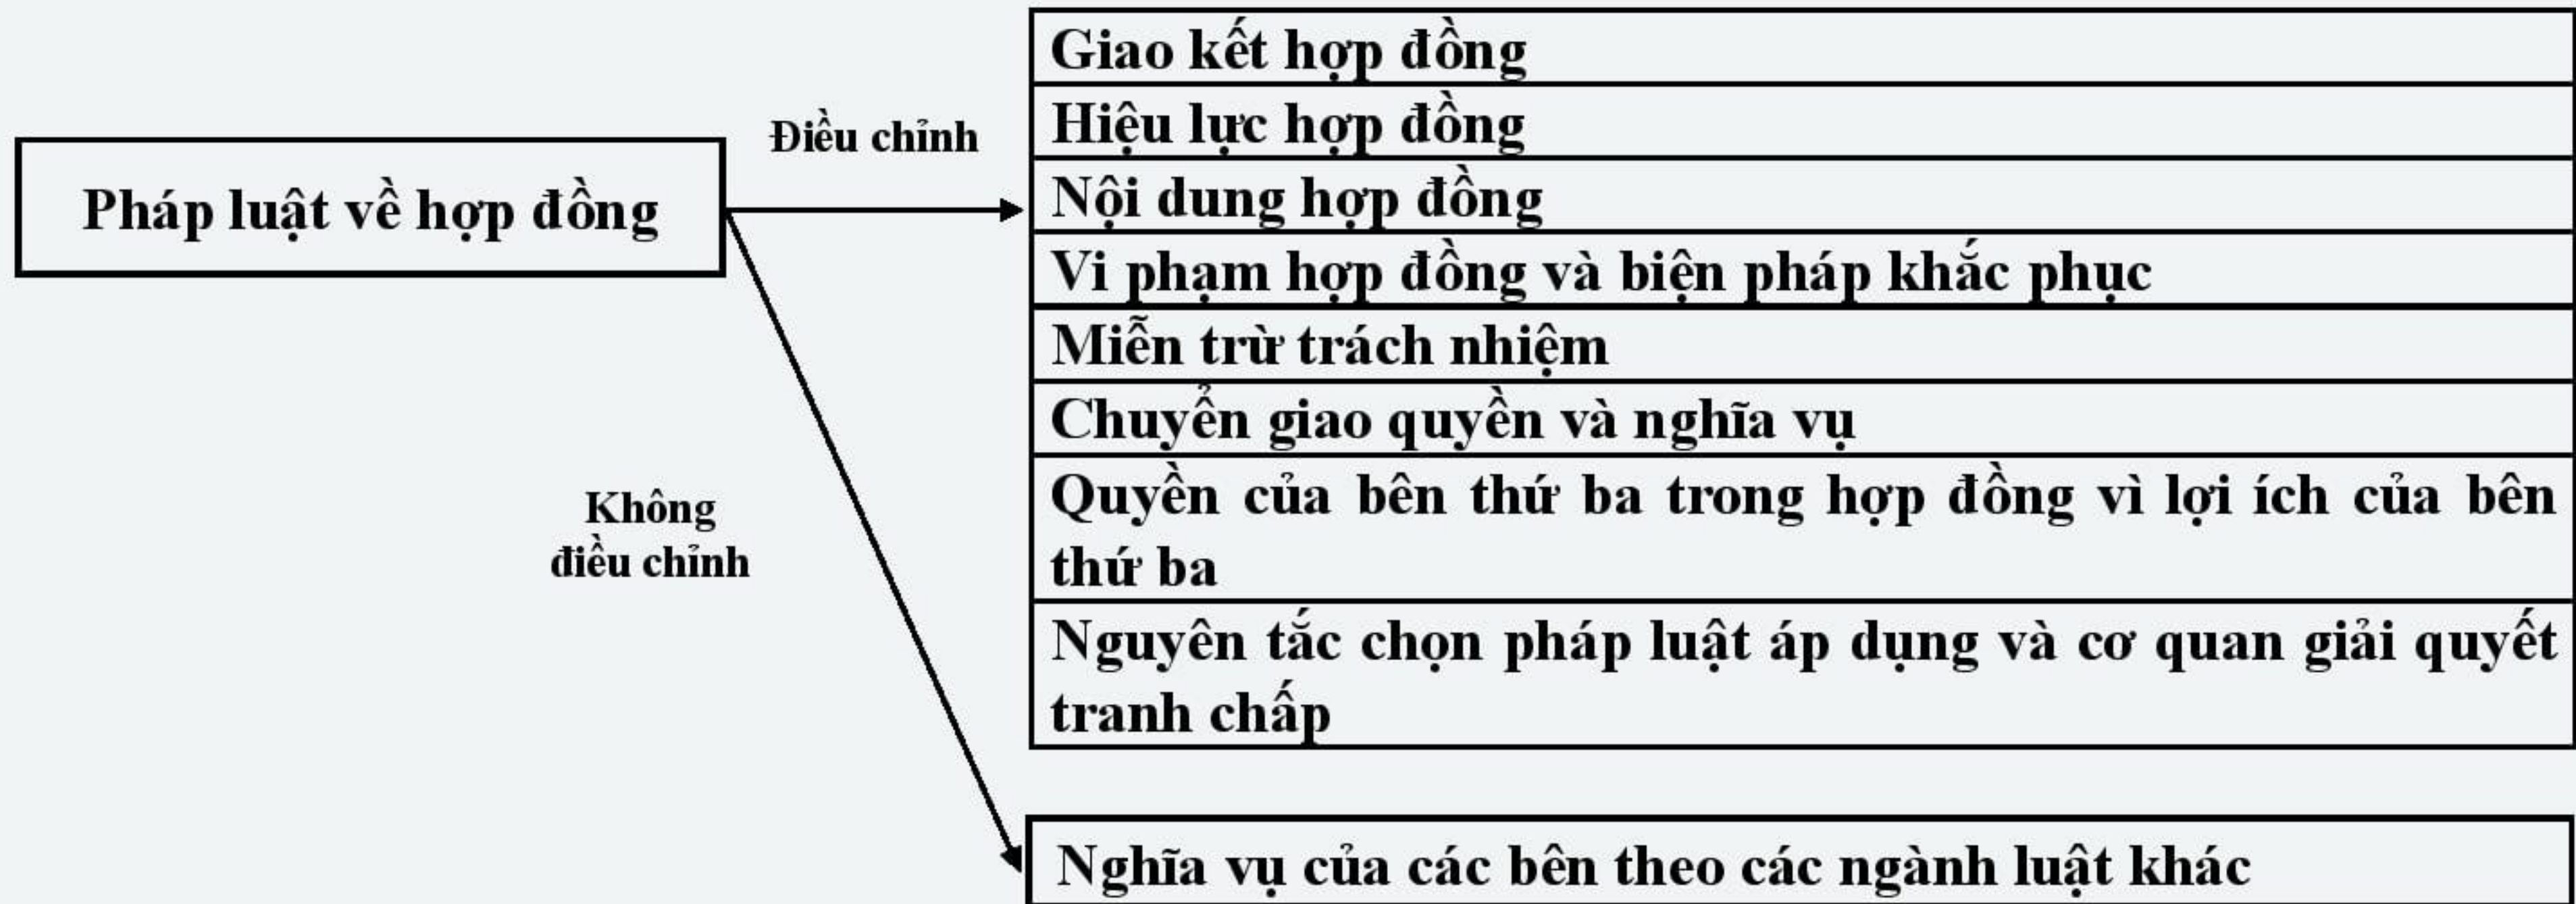 Pháp luật về hợp đồng
Điều chỉnh
Giao kết hợp đồng
Hiệu lực hợp đồng
Nội dung hợp đồng
Vi phạm hợp đồng và biện pháp khắc phục
Miễn trừ trách nhiệm
Chuyển giao quyền và nghĩa vụ
Quyền của bên thứ ba trong hợp đồng vì lợi ích của bên
thứ ba
Nguyên tắc chọn pháp luật áp dụng và cơ quan giải quyết
tranh chấp
Không
điều chỉnh
Nghĩa vụ của các bên theo các ngành luật khác